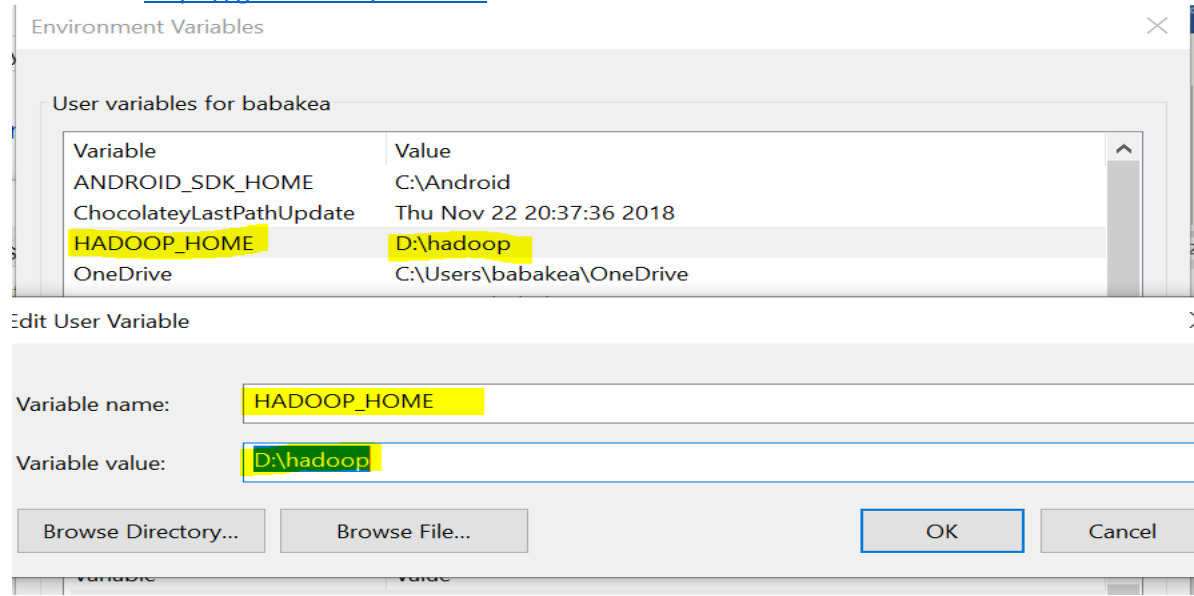 Environment Variables
User variables for babakea
Variable Value
ANDROID_SDK_HOME C:\Android
ChocolateyLastPathUpdate Thu Nov 22 20:37:36 2018
HADOOP_HOME D:\hadoop
OneDrive C:\Users\babakea\OneDrive
Edit User Variable
Variable name: HADOOP_HOME
Variable value: D:\hadoop
Browse Directory... Browse File... OK Cancel
Variable Value